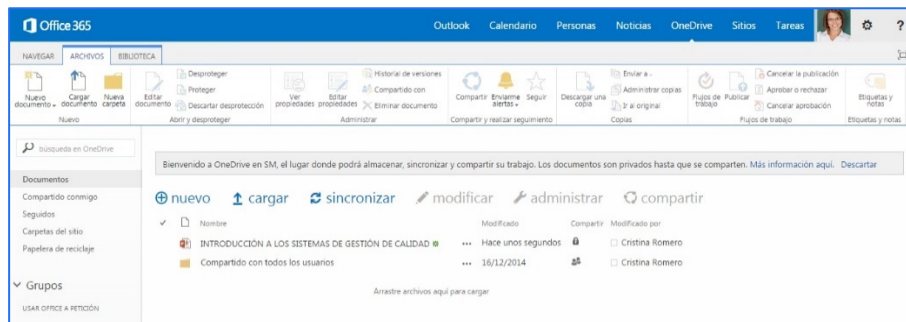 Office 365
Outlook Calendario Personas Noticias OneDrive Sitios Tareas ?
NAVEGAR ARCHIVOS BIBLIOTECA
Nuevo documento
Cargar documento
Nueva carpeta
Nuevo
Editar documento
Desproteger
Proteger
Descartar desprotección
Abrir y desproteger
Ver propiedades
Editar propiedades
Historial de versiones
Compartido con
Eliminar documento
Administrar
Compartir
Enviarme alertas
Seguir
Compartir y realizar seguimiento
Descargar una copia
Enviar a
Administrar copias
Ir al original
Copias
Flujos de trabajo
Publicar
Cancelar la publicación
Aprobar o rechazar
Cancelar aprobación
Flujos de trabajo
Etiquetas y notas
Etiquetas y notas
búsqueda en OneDrive
Documentos
Compartido conmigo
Seguidos
Carpetas del sitio
Papelera de reciclaje
Grupos
USAR OFFICE A PETICIÓN
Bienvenido a OneDrive en SM, el lugar donde podrá almacenar, sincronizar y compartir su trabajo. Los documentos son privados hasta que se comparten. Más información aquí. Descartar
nuevo cargar sincronizar modificar administrar compartir
Nombre Modificado Compartir Modificado por
INTRODUCCIÓN A LOS SISTEMAS DE GESTIÓN DE CALIDAD ... Hace unos segundos Cristina Romero
Compartido con todos los usuarios ... 16/12/2014 Cristina Romero
Arrastre archivos aquí para cargar